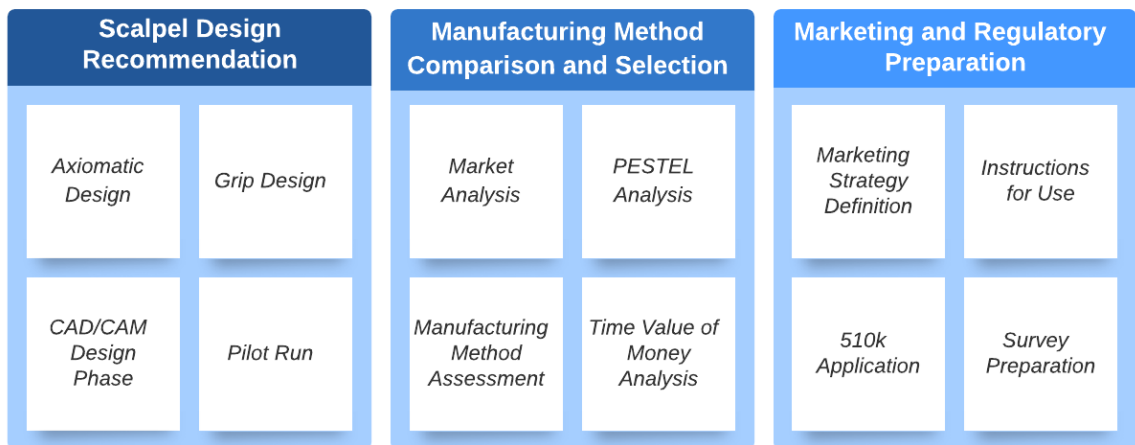 Scalpel Design
Recommendation
Axiomatic
Design
Grip Design
CAD/CAM
Design
Phase
Pilot Run
Manufacturing Method
Comparison and Selection
Market
Analysis
PESTEL
Analysis
Manufacturing
Method
Assessment
Time Value of
Money
Analysis
Marketing and Regulatory
Preparation
Marketing
Strategy
Definition
Instructions
for Use
510k
Application
Survey
Preparation